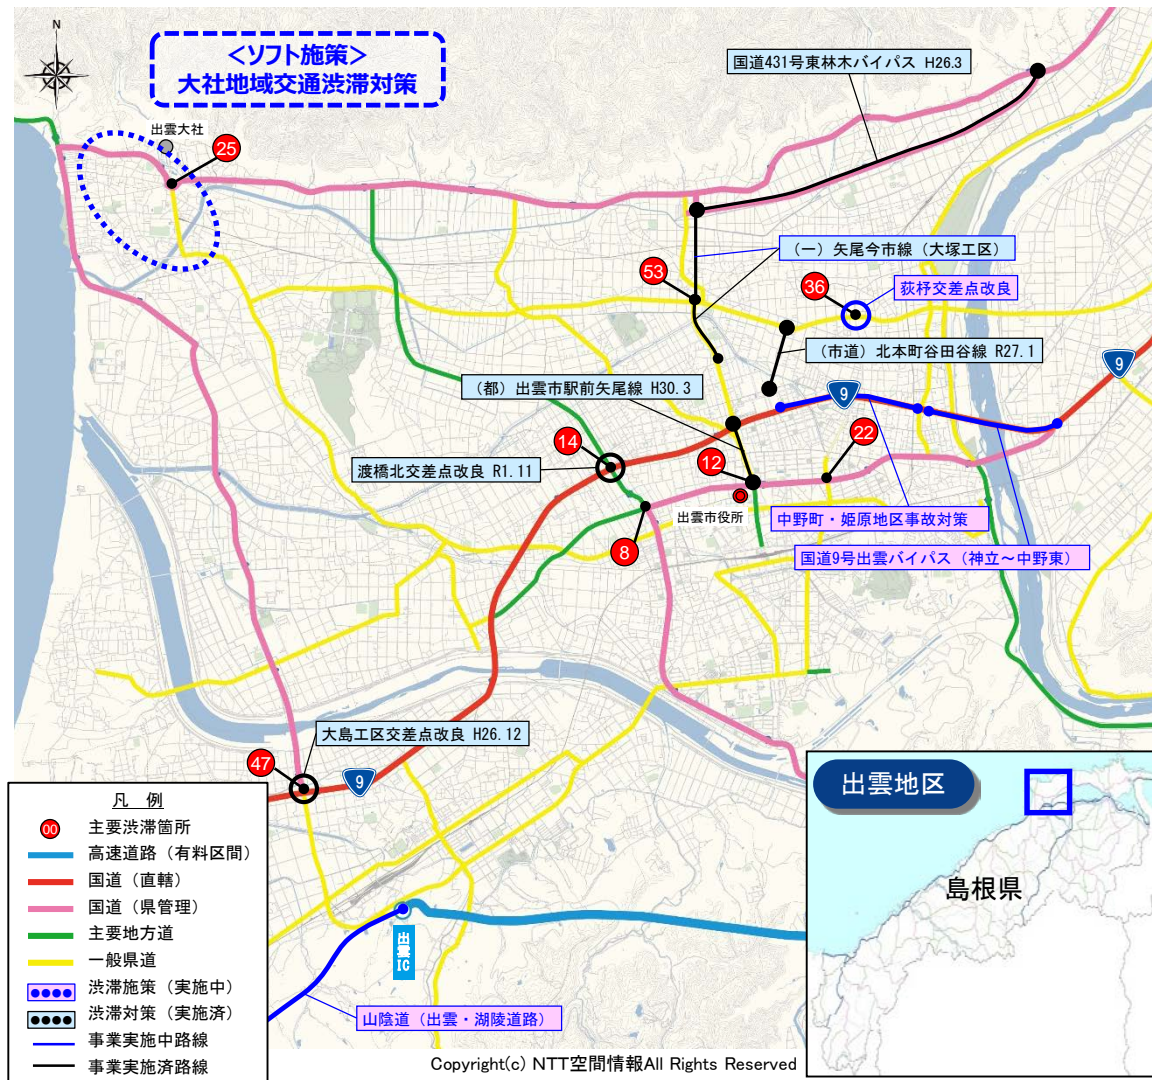 N
<ソフト施策>
大社地域交通渋滞対策
国道431号東林木バイパス H26.3
出雲大社
25
(一)矢尾今市線(大塚工区)
53
36
荻杼交差点改良
(市道)北本町谷田谷線 R27.1
9
(都)出雲市駅前矢尾線 H30.3
9
14
22
渡橋北交差点改良 R1.11
12
出雲市役所
中野町・姫原地区事故対策
8
国道9号出雲バイパス(神立~中野東)
大島工区交差点改良 H26.12
47
9
凡 例
00 主要渋滞箇所
高速道路(有料区間)
国道(直轄)
国道(県管理)
主要地方道
一般県道
渋滞施策(実施中)
渋滞対策(実施済)
事業実施中路線
事業実施済路線
出雲IC
山陰道(出雲・湖陵道路)
出雲地区
島根県
Copyright(c) NTT空間情報All Rights Reserved